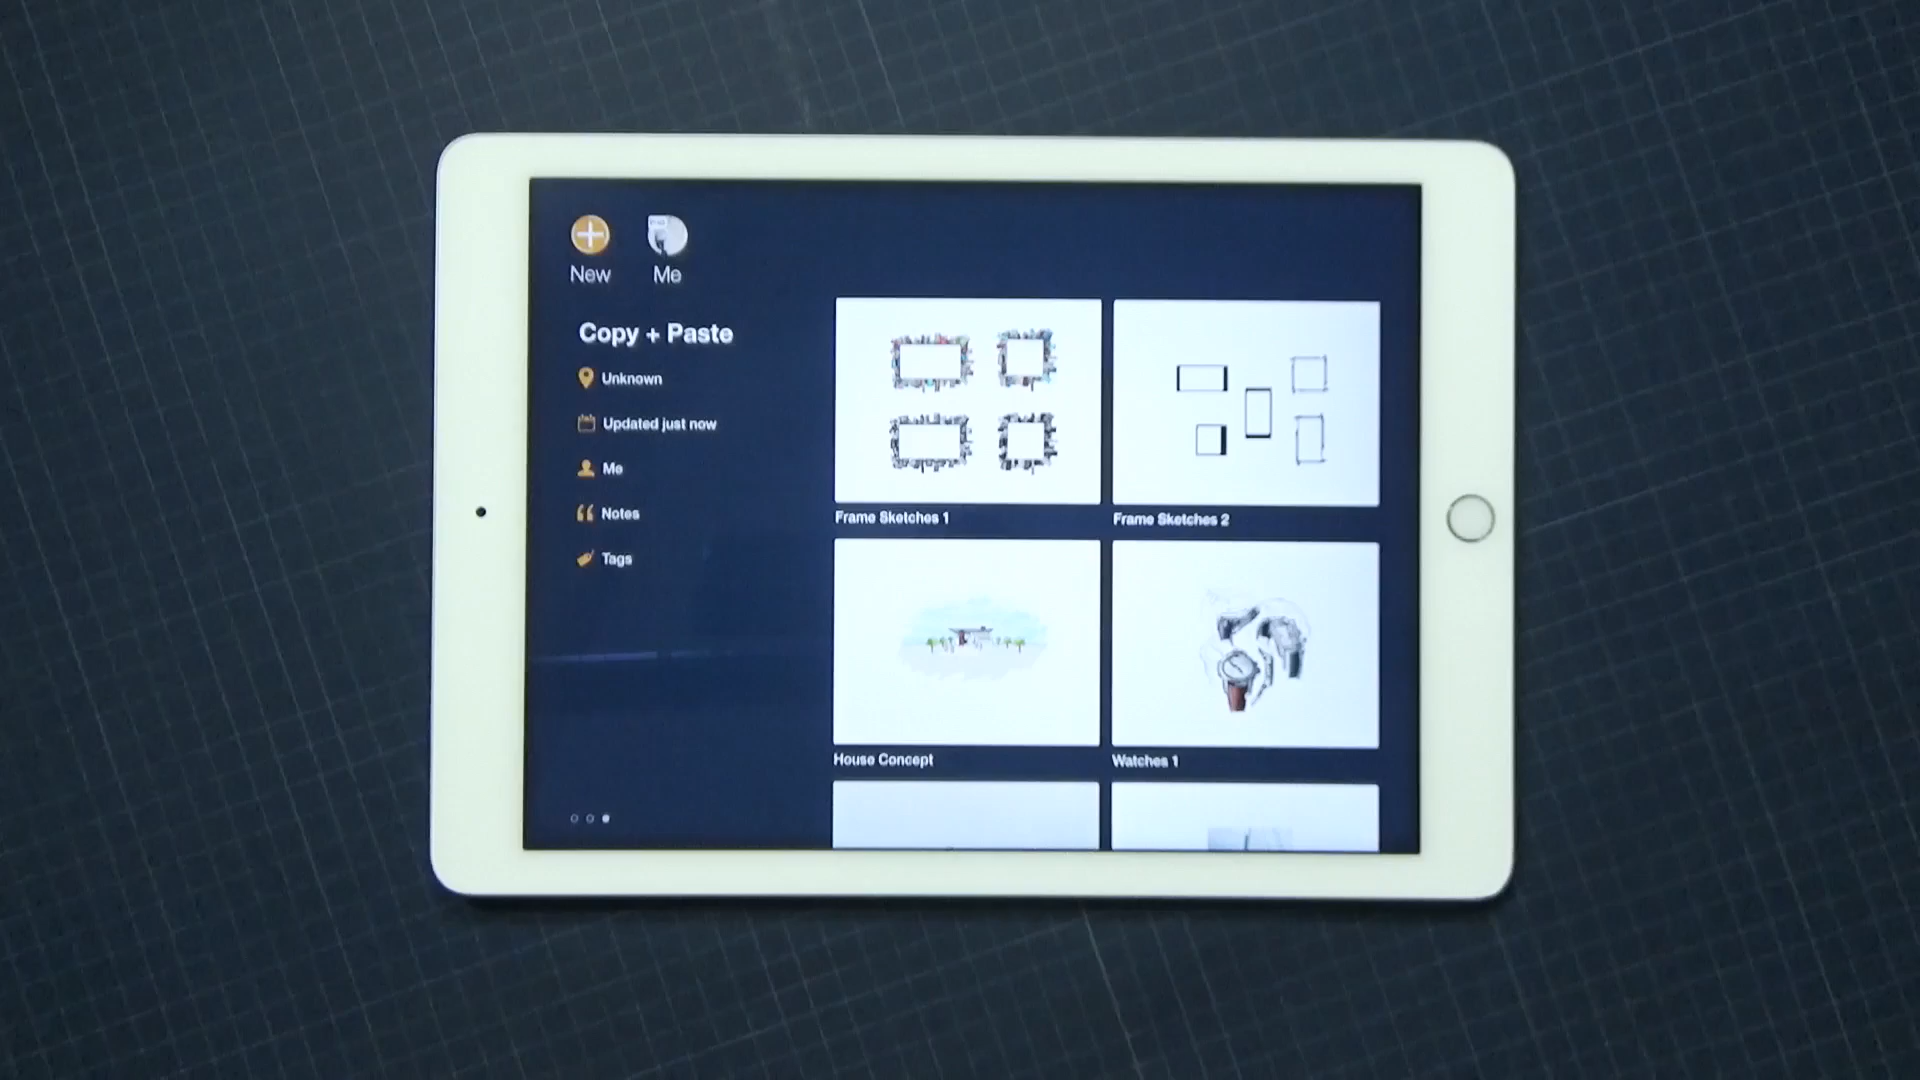 New
Me
Copy + Paste
Unknown
Updated just now
Me
Notes
Tags
Frame Sketches 1
Frame Sketches 2
House Concept
Watches 1